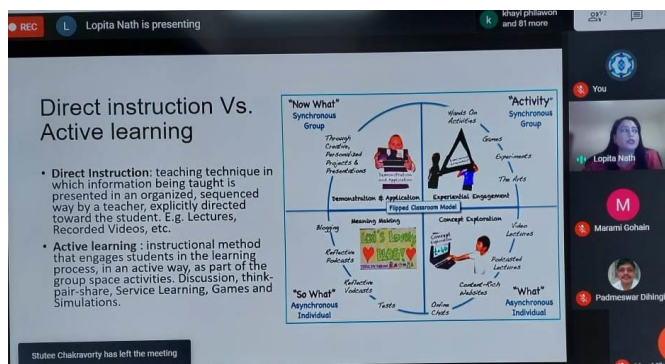 REC
L
Lopita Nath is presenting
k
khayl philawon
and 81 more
92
Direct instruction Vs.
Active learning
• Direct Instruction: teaching technique in
which information being taught is
presented in an organized, sequenced
way by a teacher, explicitly directed
toward the student. E.g. Lectures,
Recorded Videos, etc.
• Active learning : instructional method
that engages students in the learning
process, in an active way, as part of the
group space activities. Discussion, think-
pair-share, Service Learning, Games and
Simulations.
"Now What"
Synchronous
Group
Through
Creative,
Personalized
Projects &
Presentations
Demonstration
and Application
Demonstration & Application
"Activity"
Synchronous
Group
Hands On
Activities
Games
Experiments
The Arts
Experiential Engagement
Flipped Classroom Model
Meaning Making
Blogging
Reflective
Podcasts
Reflective
Vodcasts
Tests
"So What"
Asynchronous
Individual
Concept Exploration
Concept
Exploration
Video
Lectures
Podcasted
Lectures
Content-Rich
Websites
Online
Chats
"What"
Asynchronous
Individual
You
Lopita Nath
M
Marami Gohain
Padmeswar Dihingi
Stutee Chakravorty has left the meeting